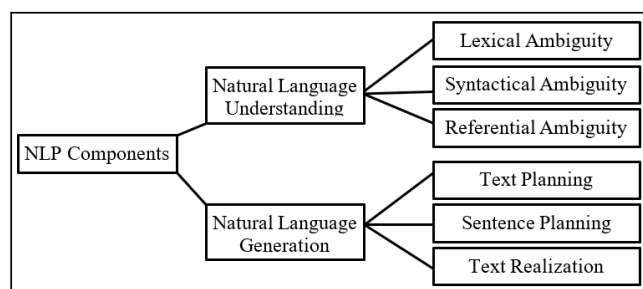 Lexical Ambiguity
Natural Language
Understanding
Syntactical Ambiguity
Referential Ambiguity
NLP Components
Text Planning
Natural Language
Generation
Sentence Planning
Text Realization